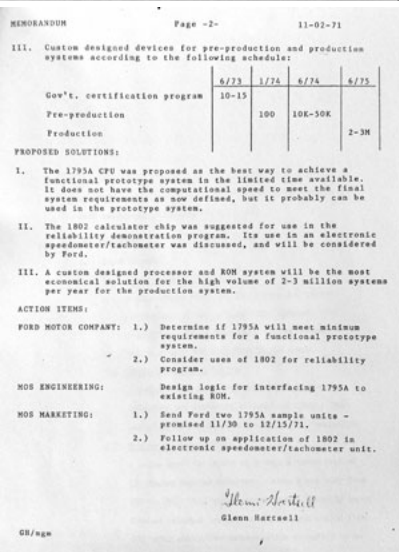 MEMORANDUM Page -2- 11-02-71
III. Custom designed devices for pre-production and production
systems according to the following schedule:
6/73 1/74 6/74 6/75
Gov't. certification program 10-15
Pre-production 100 10K-50K
Production 2-3M
PROPOSED SOLUTIONS:
I. The 1795A CPU was proposed as the best way to achieve a
functional prototype system in the limited time available.
It does not have the computational speed to meet the final
system requirements as now defined, but it probably can be
used in the prototype system.
II. The 1802 calculator chip was suggested for use in the
reliability demonstration program. Its use in an electronic
speedometer/tachometer was discussed, and will be considered
by Ford.
III. A custom designed processor and ROM system will be the most
economical solution for the high volume of 2-3 million systems
per year for the production system.
ACTION ITEMS:
FORD MOTOR COMPANY: 1.) Determine if 1795A will meet minimum
requirements for a functional prototype
system.
2.) Consider uses of 1802 for reliability
program.
MOS ENGINEERING: Design logic for interfacing 1795A to
existing ROM.
MOS MARKETING: 1.) Send Ford two 1795A sample units -
promised 11/30 to 12/15/71.
2.) Follow up on application of 1802 in
electronic speedometer/tachometer unit.
Glenn Hartsell
Glenn Hartsell
GH/mgm